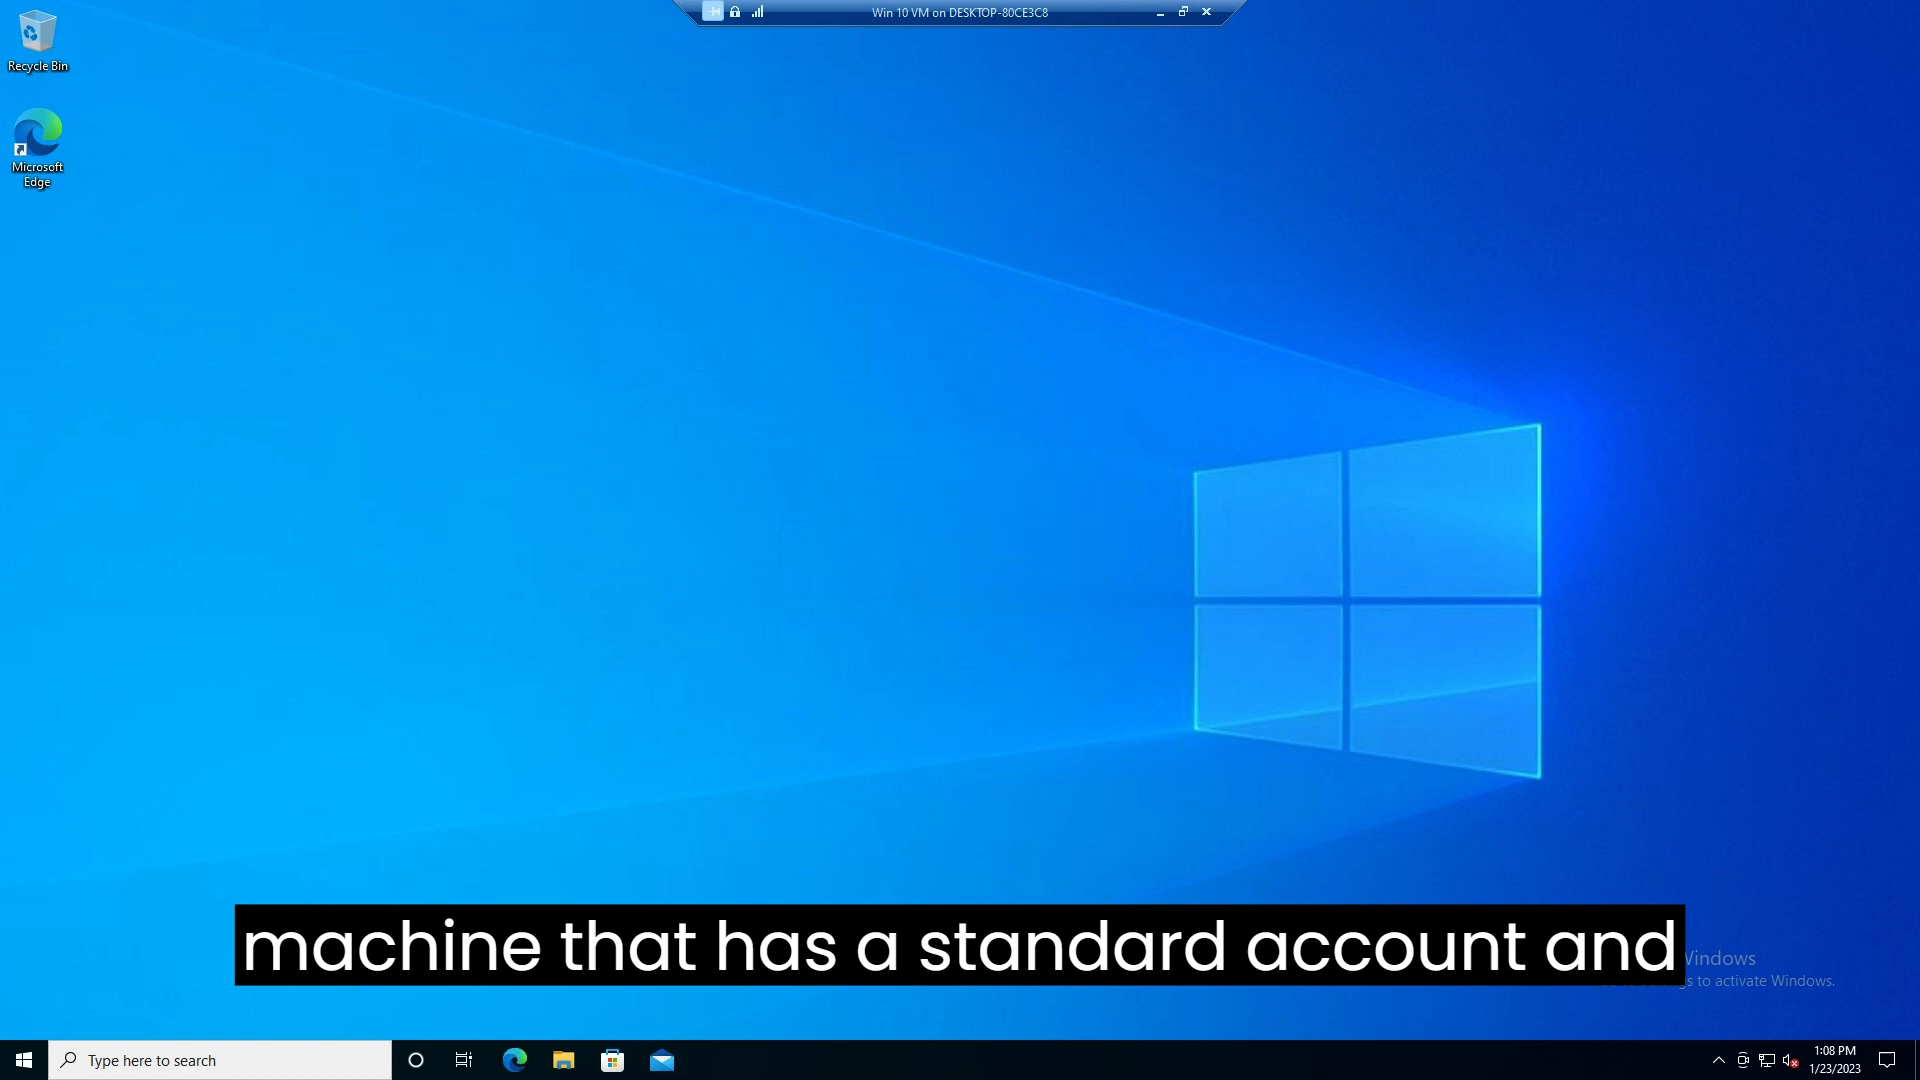 Win 10 VM on DESKTOP-80CE3C8
Recycle Bin
Microsoft
Edge
machine that has a standard account and
Windows
to activate Windows.
Type here to search
1:08 PM
1/23/2023